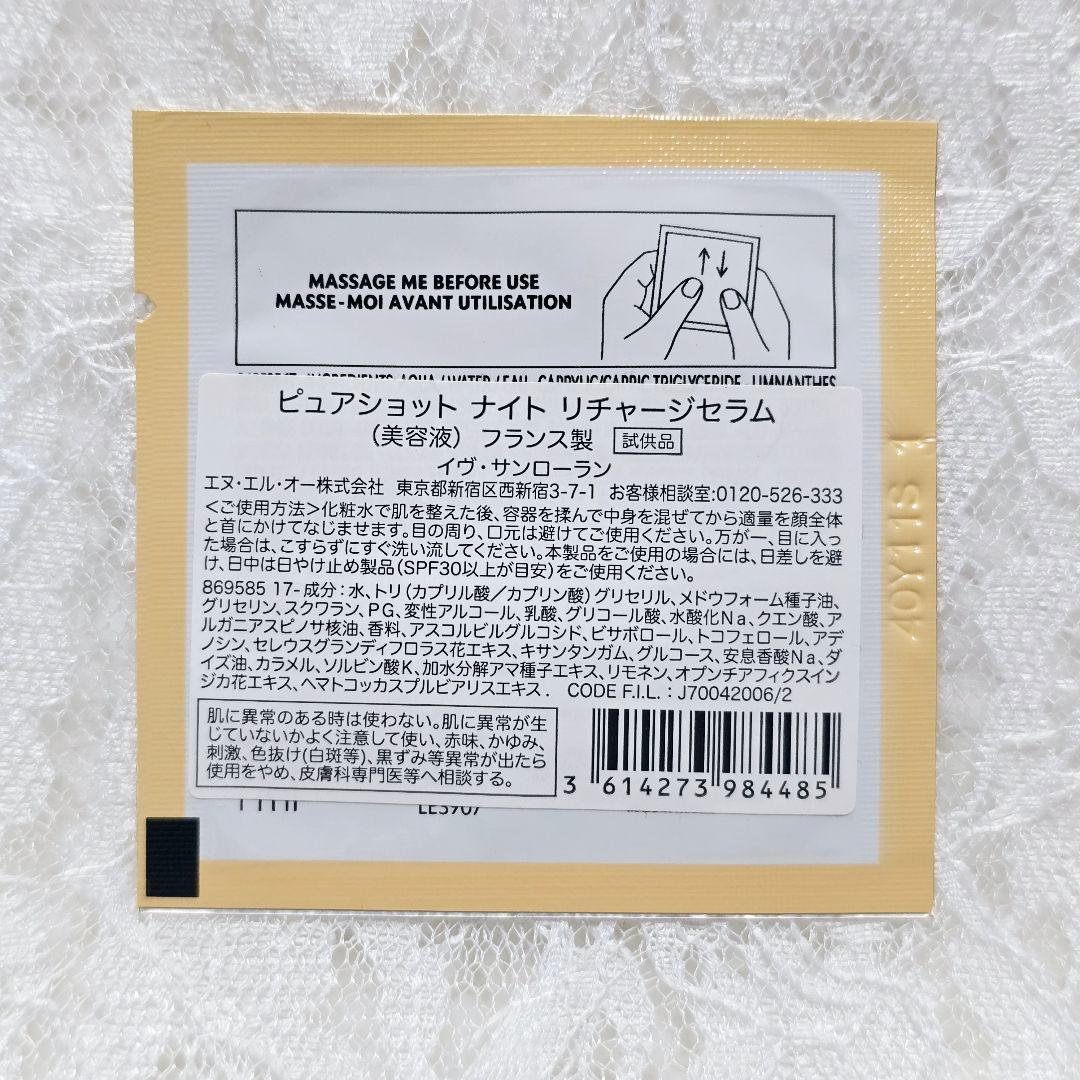 MASSAGE ME BEFORE USE
MASSE-MOI AVANT UTILISATION
INGREDIENTS: AQUA / WATER / EAU, CAPRYLIC/CAPRIC TRIGLYCERIDE, LIMNANTHES
ピュアショット ナイト リチャージセラム
（美容液） フランス製 試供品
イヴ・サンローラン
エヌ・エル・オー株式会社 東京都新宿区西新宿3-7-1 お客様相談室:0120-526-333
＜ご使用方法＞化粧水で肌を整えた後、容器を揉んで中身を混ぜてから適量を顔全体
と首にかけてなじませます。目の周り、口元は避けてご使用ください。万が一、目に入っ
た場合は、こすらずにすぐ洗い流してください。本製品をご使用の場合には、日差しを避
け、日中は日やけ止め製品（SPF30以上が目安）をご使用ください。
869585 17-成分：水、トリ（カプリル酸／カプリン酸）グリセリル、メドウフォーム種子油、
グリセリン、スクワラン、ＰＧ、変性アルコール、乳酸、グリコール酸、水酸化Ｎａ、クエン酸、ア
ルガニアスピノサ核油、香料、アスコルビルグルコシド、ビサボロール、トコフェロール、アデ
ノシン、セレウスグランディフロラス花エキス、キサンタンガム、グルコース、安息香酸Ｎａ、ダ
イズ油、カラメル、ソルビン酸Ｋ、加水分解アマ種子エキス、リモネン、オプンチアフィクスイン
ジカ花エキス、ヘマトコッカスプルビアリスエキス． CODE F.I.L.：J70042006/2
肌に異常のある時は使わない。肌に異常が生
じていないかよく注意して使い、赤味、かゆみ、
刺激、色抜け(白斑等)、黒ずみ等異常が出たら
使用をやめ、皮膚科専門医等へ相談する。
3 614273 984485
LE3907
40Y11S